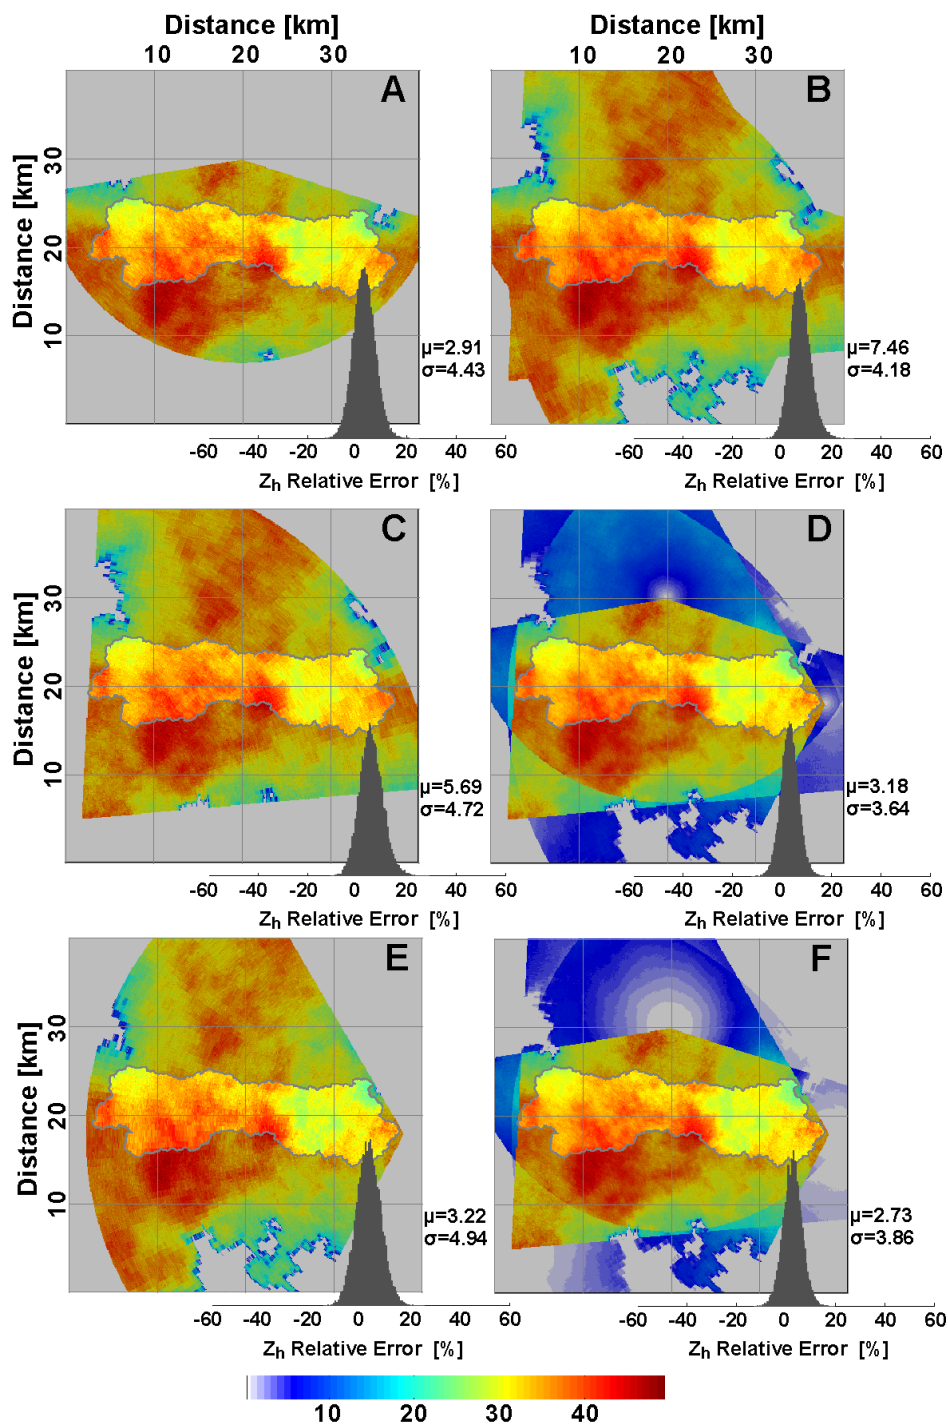 Distance [km] Distance [km]
10 20 30 10 20 30
A B
Distance [km]
30
20
10
μ=2.91
σ=4.43
μ=7.46
σ=4.18
-60 -40 -20 0 20 40 60
-60 -40 -20 0 20 40 60
Zh Relative Error [%] Zh Relative Error [%]
C D
Distance [km]
30
20
10
μ=5.69
σ=4.72
μ=3.18
σ=3.64
-60 -40 -20 0 20 40 60
-60 -40 -20 0 20 40 60
Zh Relative Error [%] Zh Relative Error [%]
E F
Distance [km]
30
20
10
μ=3.22
σ=4.94
μ=2.73
σ=3.86
-60 -40 -20 0 20 40 60
-60 -40 -20 0 20 40 60
Zh Relative Error [%] Zh Relative Error [%]
10 20 30 40